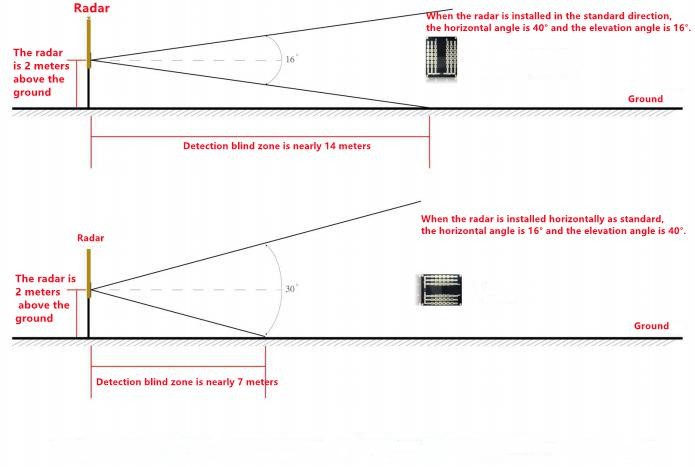 Radar
When the radar is installed in the standard direction,
the horizontal angle is 40° and the elevation angle is 16°.
The radar
is 2 meters
above the
ground
16°
Ground
Detection blind zone is nearly 14 meters
When the radar is installed horizontally as standard,
the horizontal angle is 16° and the elevation angle is 40°.
Radar
The radar is
2 meters
above the
ground
30°
Ground
Detection blind zone is nearly 7 meters